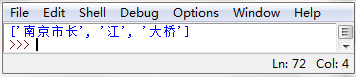 File Edit Shell Debug Options Window Help
['南京市长', '江', '大桥']
>>>
Ln: 72 Col: 4